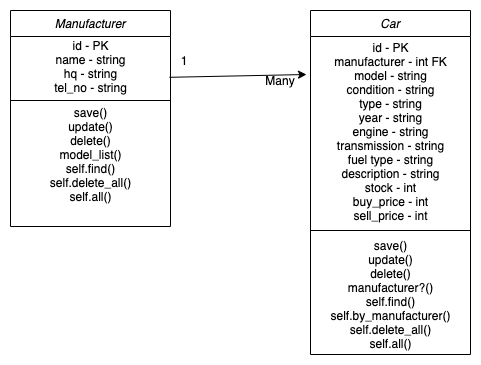 Manufacturer
id - PK
name - string
hq - string
tel_no - string
save()
update()
delete()
model_list()
self.find()
self.delete_all()
self.all()
1
Many
Car
id - PK
manufacturer - int FK
model - string
condition - string
type - string
year - string
engine - string
transmission - string
fuel type - string
description - string
stock - int
buy_price - int
sell_price - int
save()
update()
delete()
manufacturer?()
self.find()
self.by_manufacturer()
self.delete_all()
self.all()